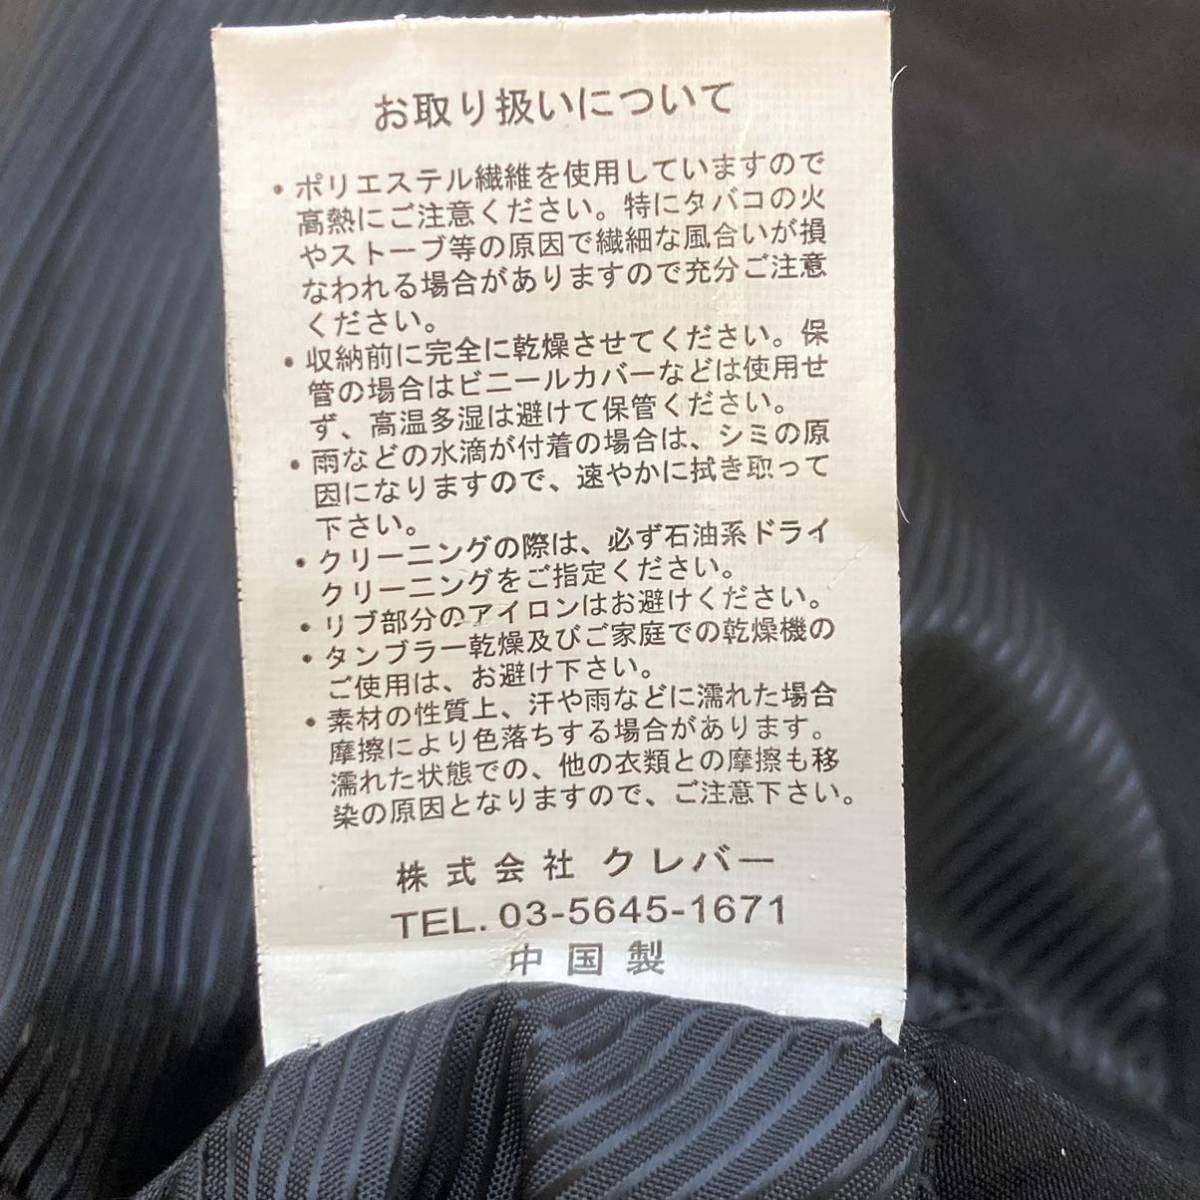 お取り扱いについて
・ポリエステル繊維を使用していますので
高熱にご注意ください。特にタバコの火
やストーブ等の原因で繊細な風合いが損
なわれる場合がありますので充分ご注意
ください。
・収納前に完全に乾燥させてください。保
管の場合はビニールカバーなどは使用せ
ず、高温多湿は避けて保管ください。
・雨などの水滴が付着の場合は、シミの原
因になりますので、速やかに拭き取って
下さい。
・クリーニングの際は、必ず石油系ドライ
クリーニングをご指定ください。
・リブ部分のアイロンはお避けください。
・タンブラー乾燥及びご家庭での乾燥機の
ご使用は、お避け下さい。
・素材の性質上、汗や雨などに濡れた場合
摩擦により色落ちする場合があります。
濡れた状態での、他の衣類との摩擦も移
染の原因となりますので、ご注意下さい。
株式会社 クレバー
TEL. 03-5645-1671
中国製